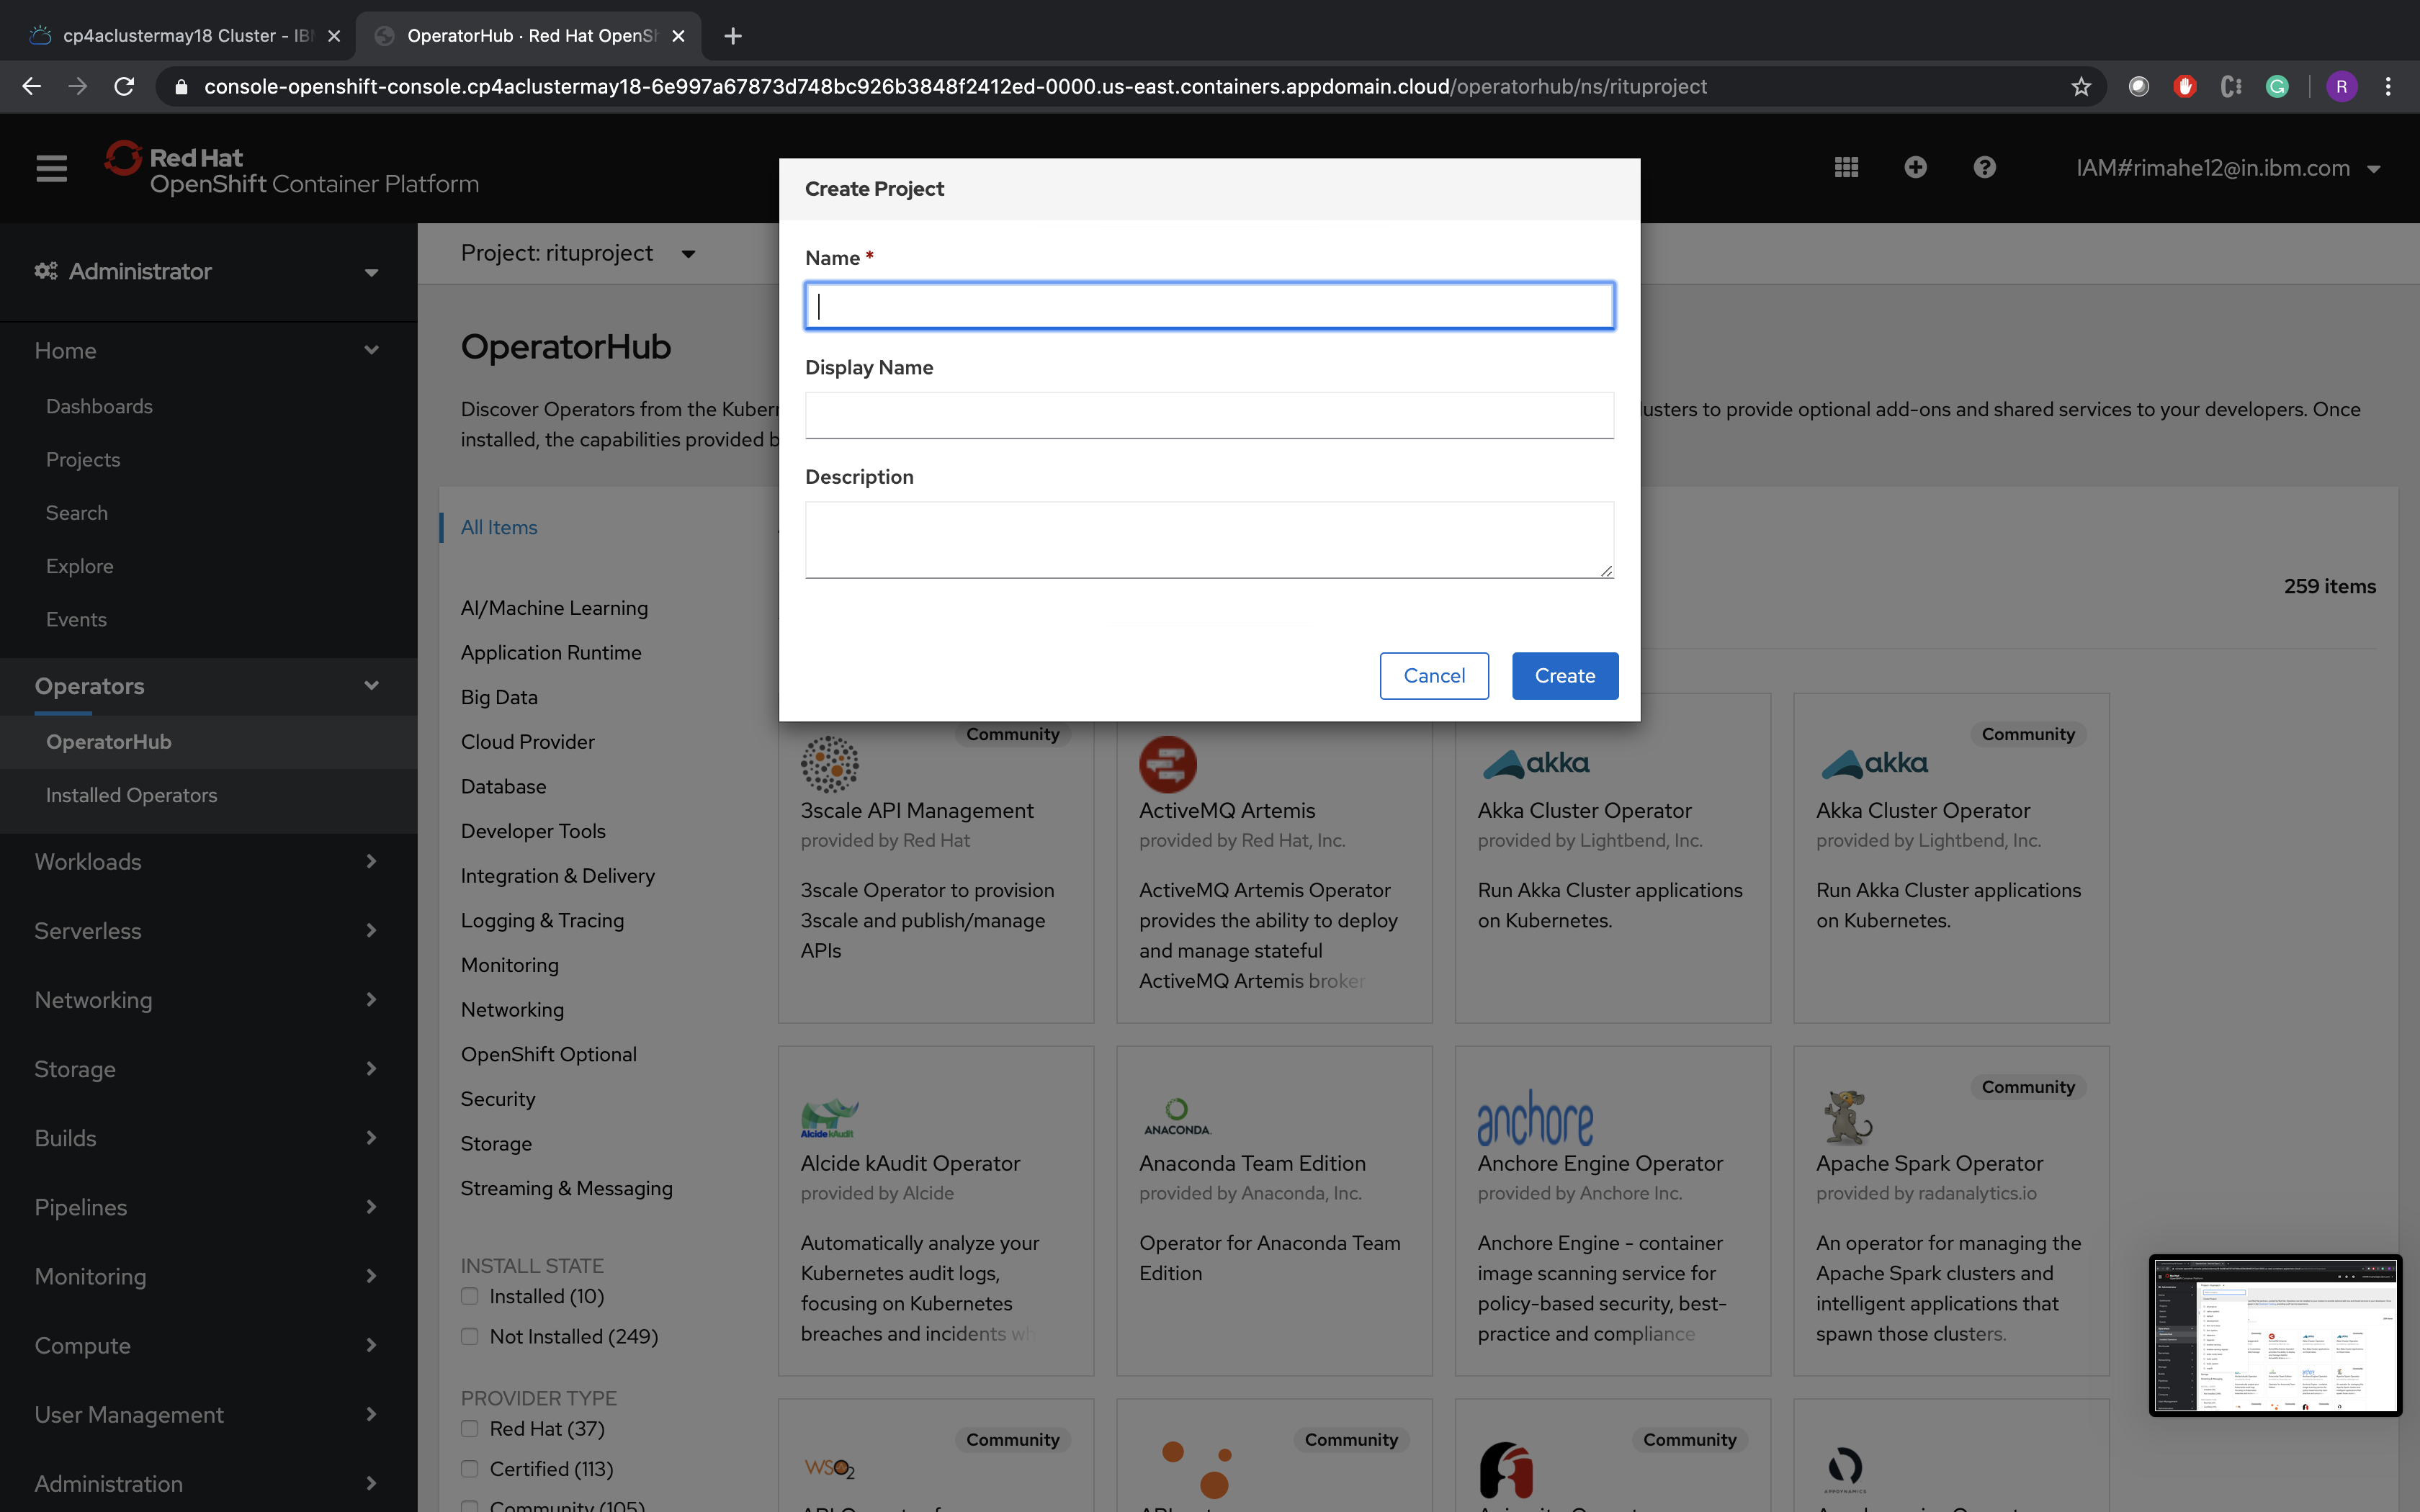 cp4aclustermay18 Cluster - IB
OperatorHub · Red Hat OpenSh
console-openshift-console.cp4aclustermay18-6e997a67873d748bc926b3848f2412ed-0000.us-east.containers.appdomain.cloud/operatorhub/ns/rituproject
R
Red Hat
OpenShift Container Platform
IAM#rimahe12@in.ibm.com
Administrator
Home
Dashboards
Projects
Search
Explore
Events
Operators
OperatorHub
Installed Operators
Workloads
Serverless
Networking
Storage
Builds
Pipelines
Monitoring
Compute
User Management
Administration
Project: rituproject
OperatorHub
Discover Operators from the Kubern
lusters to provide optional add-ons and shared services to your developers. Once
installed, the capabilities provided b
Create Project
Name *
Display Name
Description
Cancel
Create
All Items
AI/Machine Learning
Application Runtime
Big Data
Cloud Provider
Database
Developer Tools
Integration & Delivery
Logging & Tracing
Monitoring
Networking
OpenShift Optional
Security
Storage
Streaming & Messaging
INSTALL STATE
Installed (10)
Not Installed (249)
PROVIDER TYPE
Red Hat (37)
Certified (113)
Community (105)
259 items
Community
3scale API Management
provided by Red Hat
3scale Operator to provision
3scale and publish/manage
APIs
ActiveMQ Artemis
provided by Red Hat, Inc.
ActiveMQ Artemis Operator
provides the ability to deploy
and manage stateful
ActiveMQ Artemis broker
akka
Akka Cluster Operator
provided by Lightbend, Inc.
Run Akka Cluster applications
on Kubernetes.
Community
akka
Akka Cluster Operator
provided by Lightbend, Inc.
Run Akka Cluster applications
on Kubernetes.
Alcide kAudit
Alcide kAudit Operator
provided by Alcide
Automatically analyze your
Kubernetes audit logs,
focusing on Kubernetes
breaches and incidents wh
ANACONDA.
Anaconda Team Edition
provided by Anaconda, Inc.
Operator for Anaconda Team
Edition
anchore
Anchore Engine Operator
provided by Anchore Inc.
Anchore Engine - container
image scanning service for
policy-based security, best-
practice and compliance
Community
Apache Spark Operator
provided by radanalytics.io
An operator for managing the
Apache Spark clusters and
intelligent applications that
spawn those clusters.
Community
WSO2
Community
Community
APPDYNAMICS